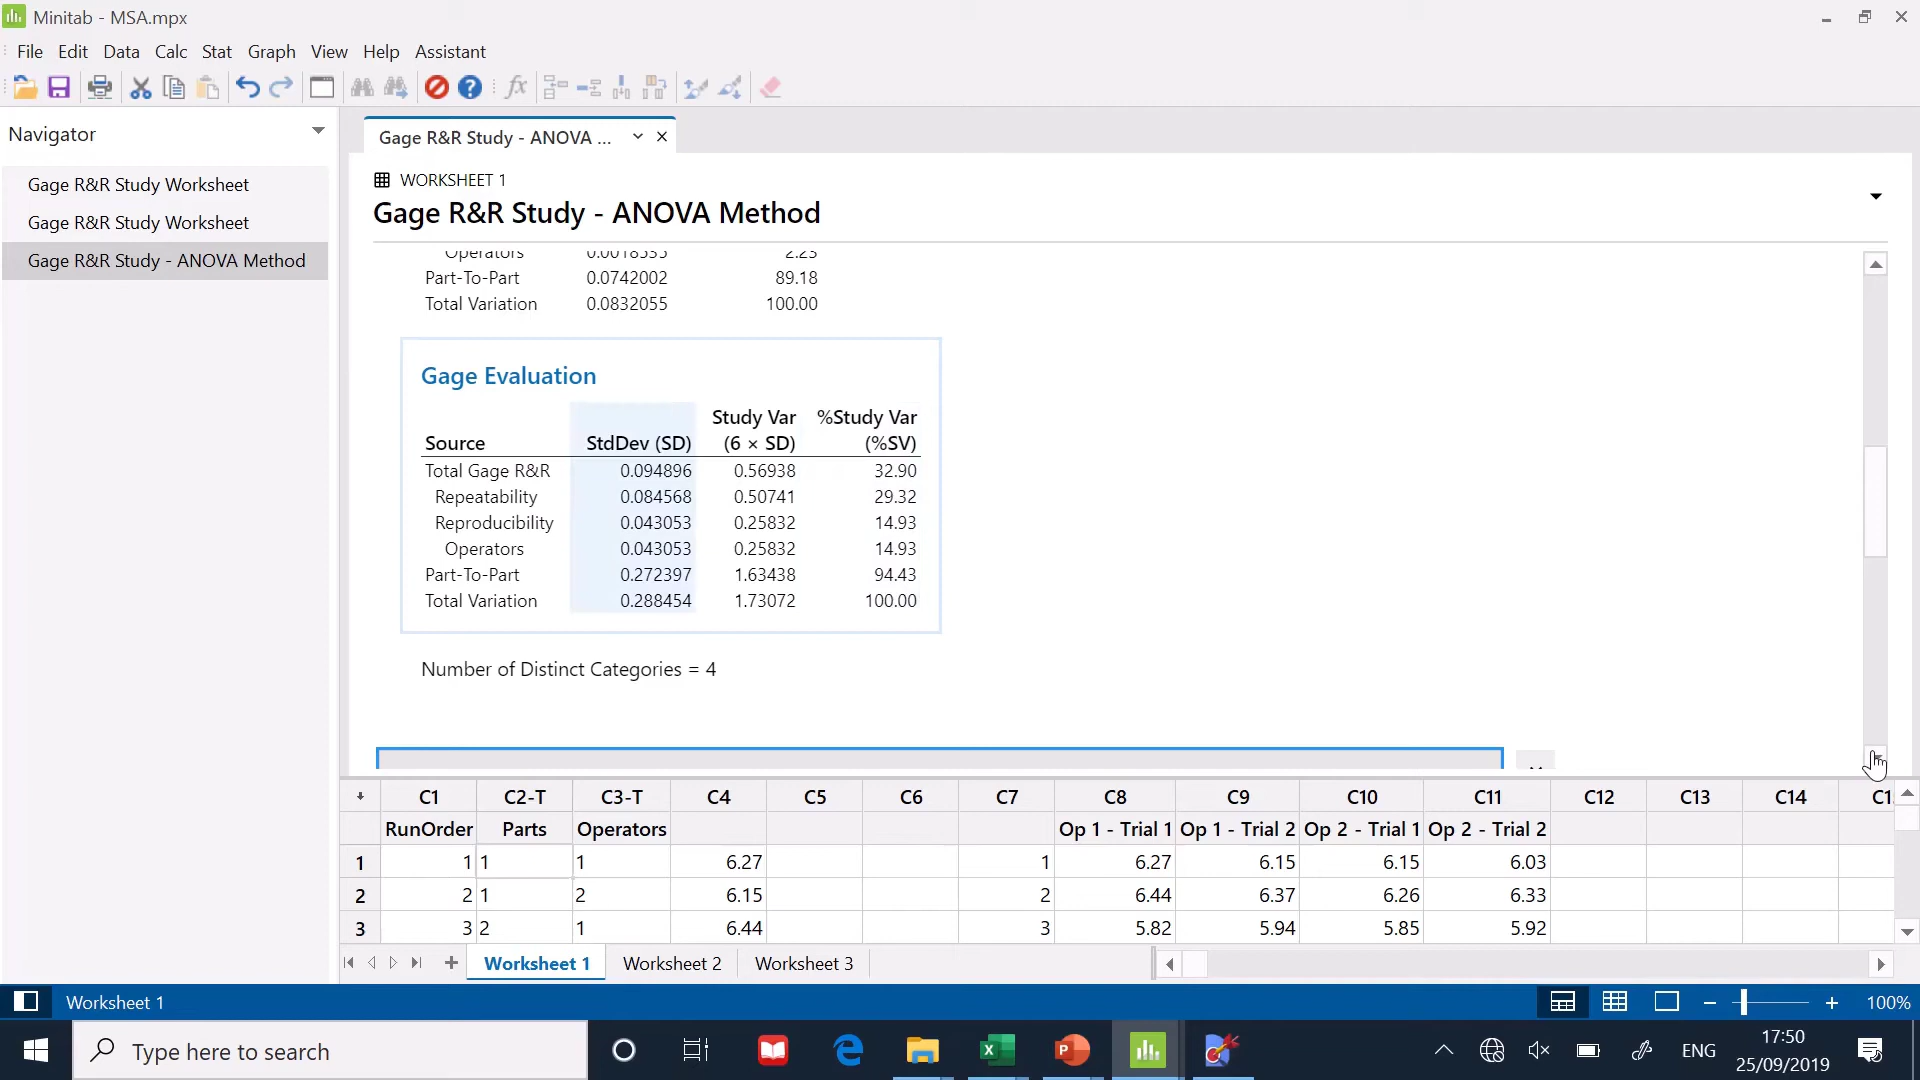 Minitab - MSA.mpx
File Edit Data Calc Stat Graph View Help Assistant
Navigator
Gage R&R Study Worksheet
Gage R&R Study Worksheet
Gage R&R Study - ANOVA Method
Gage R&R Study - ANOVA ...
WORKSHEET 1
Gage R&R Study - ANOVA Method
Operators 0.0018535 2.23
Part-To-Part 0.0742002 89.18
Total Variation 0.0832055 100.00
Gage Evaluation
Study Var %Study Var
Source StdDev (SD) (6 × SD) (%SV)
Total Gage R&R 0.094896 0.56938 32.90
Repeatability 0.084568 0.50741 29.32
Reproducibility 0.043053 0.25832 14.93
Operators 0.043053 0.25832 14.93
Part-To-Part 0.272397 1.63438 94.43
Total Variation 0.288454 1.73072 100.00
Number of Distinct Categories = 4
C1 C2-T C3-T C4 C5 C6 C7 C8 C9 C10 C11 C12 C13 C14 C1
RunOrder Parts Operators Op 1 - Trial 1 Op 1 - Trial 2 Op 2 - Trial 1 Op 2 - Trial 2
1 1 1 1 6.27 1 6.27 6.15 6.15 6.03
2 2 1 2 6.15 2 6.44 6.37 6.26 6.33
3 3 2 1 6.44 3 5.82 5.94 5.85 5.92
Worksheet 1 Worksheet 2 Worksheet 3
Worksheet 1 100%
Type here to search ENG 17:50
25/09/2019